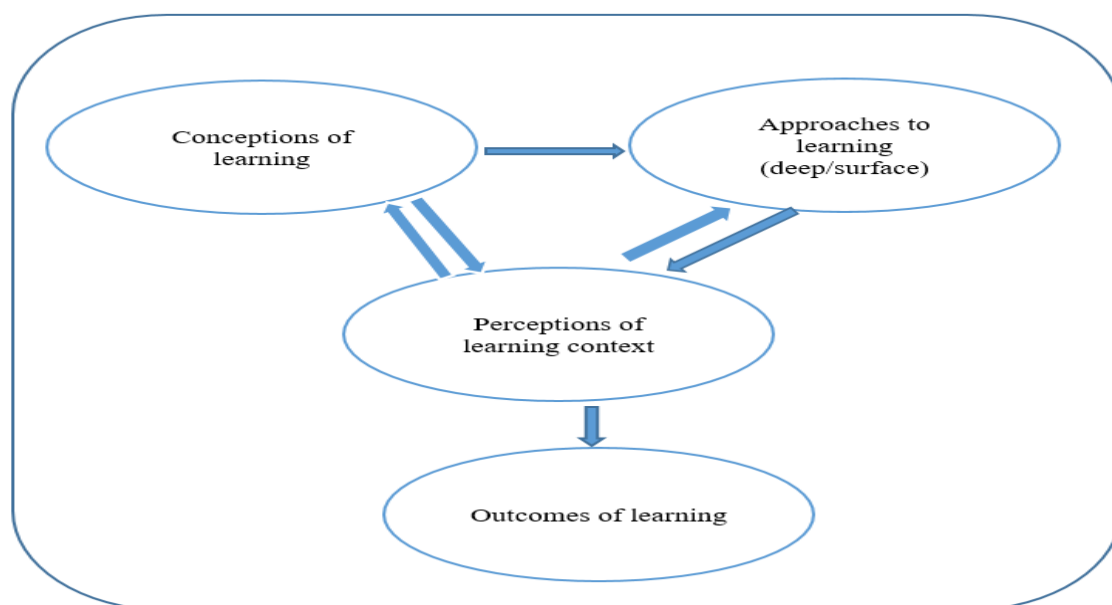 Conceptions of
learning
Approaches to
learning
(deep/surface)
Perceptions of
learning context
Outcomes of learning